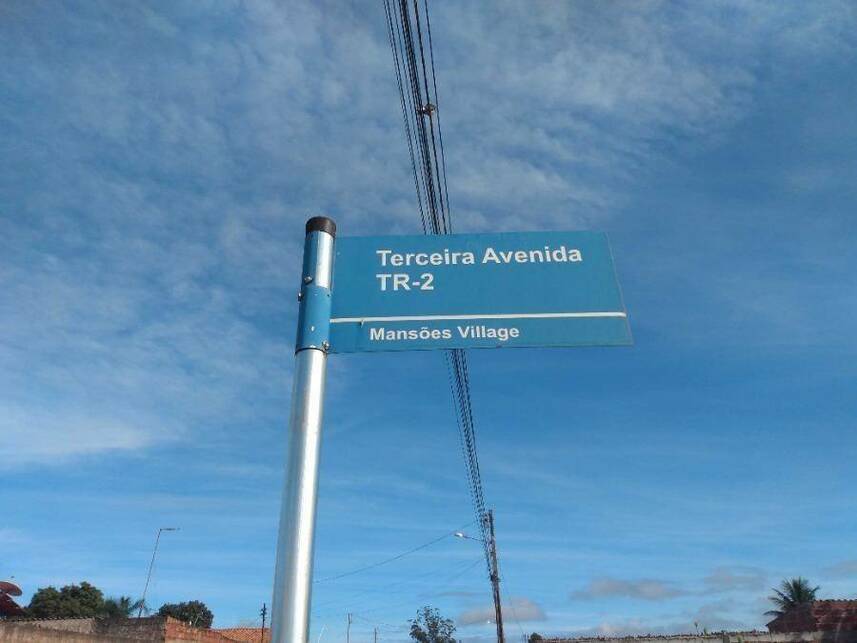 Terceira Avenida
TR-2
Mansões Village